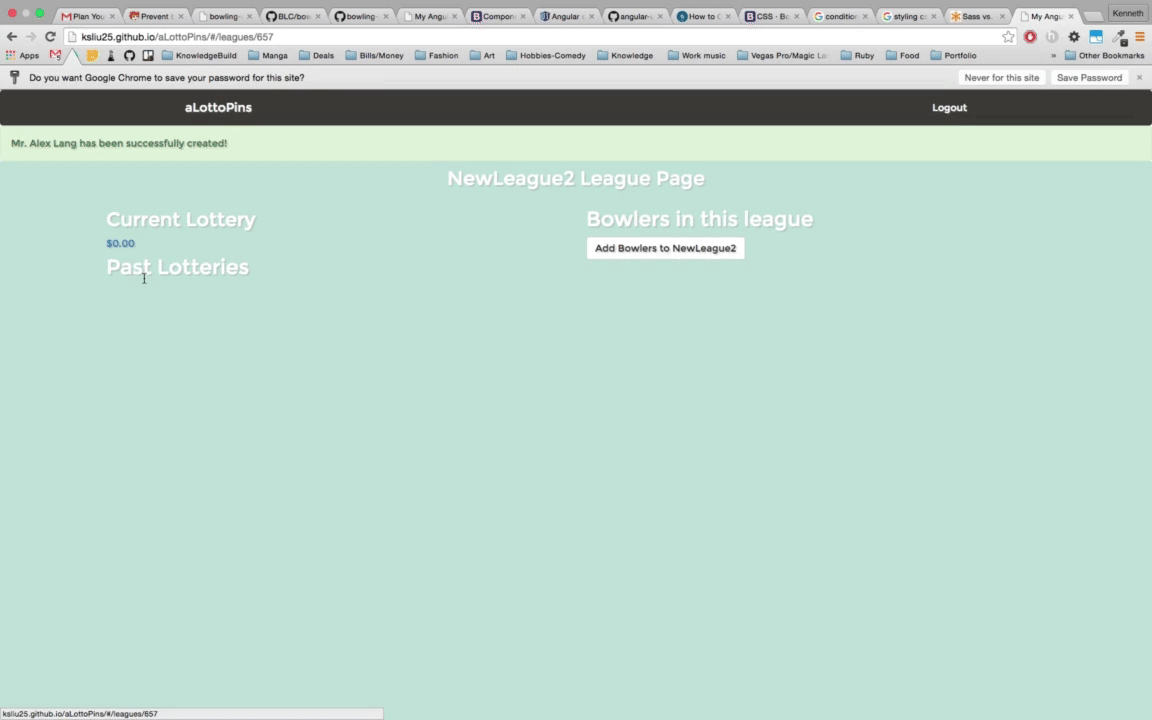 Plan You
Prevent
bowling-
BLC/bow
bowling-
My Angu
Compon
Angular
angular-
How to C
CSS · Bo
condition
styling c
Sass vs.
My Angu
Kenneth
ksliu25.github.io/aLottoPins/#/leagues/657
Apps
KnowledgeBuild
Manga
Deals
Bills/Money
Fashion
Art
Hobbies-Comedy
Knowledge
Work music
Vegas Pro/Magic
Ruby
Food
Portfolio
»
Other Bookmarks
Do you want Google Chrome to save your password for this site?
Never for this site
Save Password
aLottoPins
Logout
Mr. Alex Lang has been successfully created!
NewLeague2 League Page
Current Lottery
$0.00
Past Lotteries
Bowlers in this league
Add Bowlers to NewLeague2
ksliu25.github.io/aLottoPins/#/leagues/657